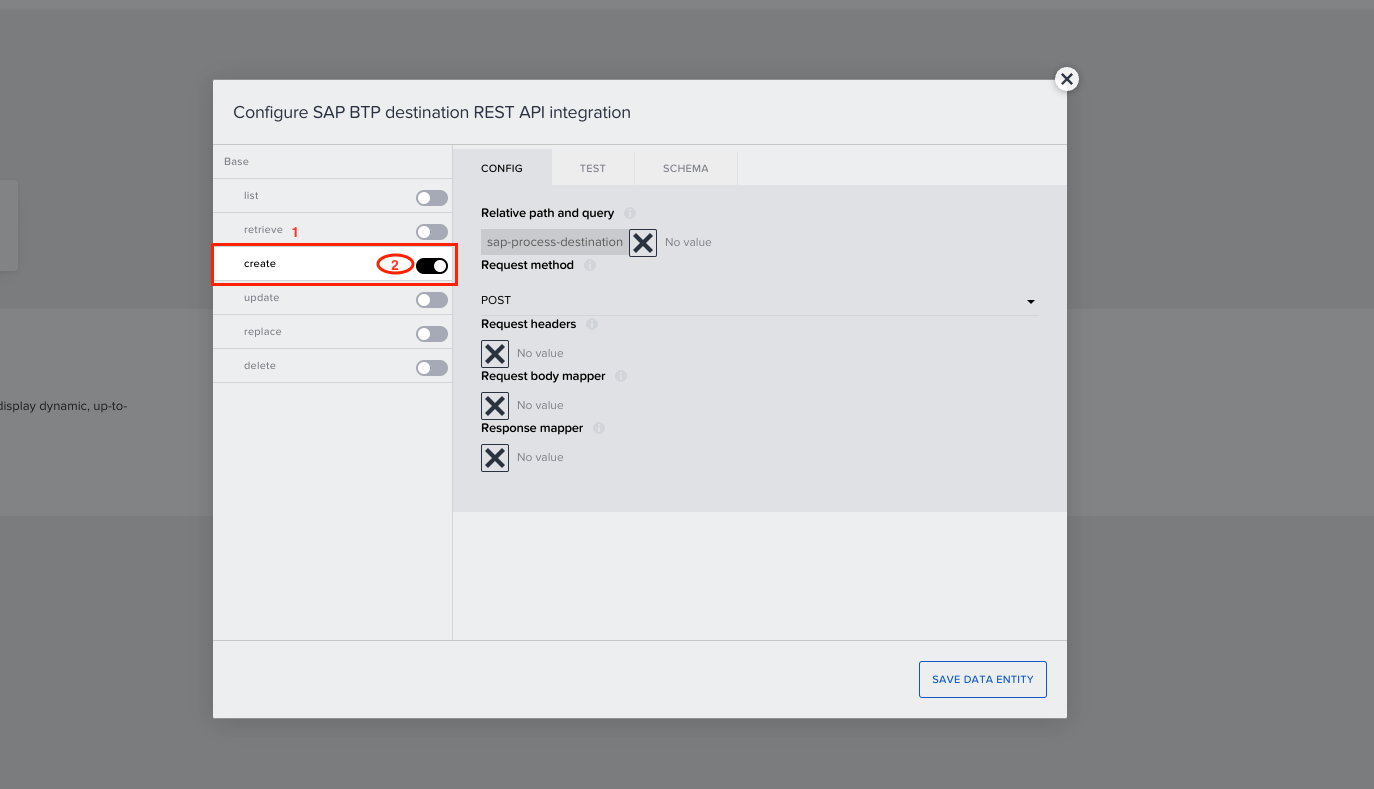 Configure SAP BTP destination REST API integration
Base
list
retrieve 1
create 2
update
replace
delete
CONFIG TEST SCHEMA
Relative path and query
sap-process-destination No value
Request method
POST
Request headers
No value
Request body mapper
No value
Response mapper
No value
display dynamic, up-to-
SAVE DATA ENTITY